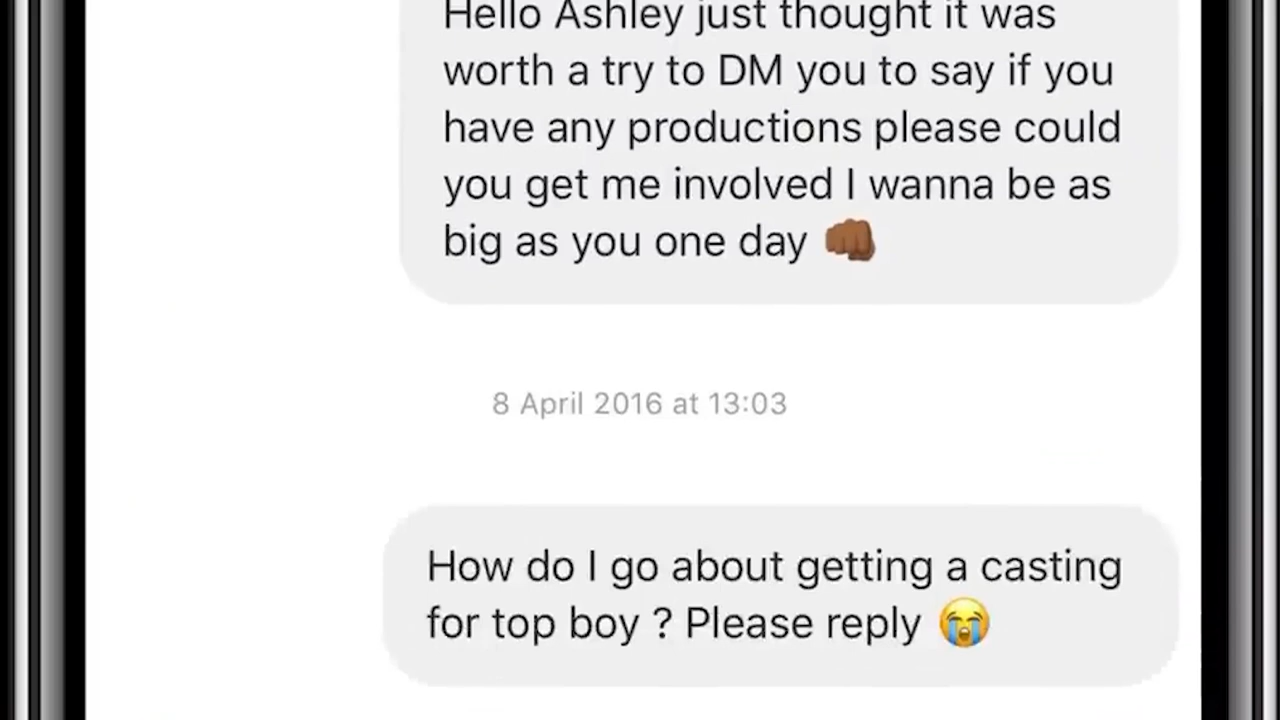 Hello Ashley just thought it was
worth a try to DM you to say if you
have any productions please could
you get me involved I wanna be as
big as you one day 👊🏾
8 April 2016 at 13:03
How do I go about getting a casting
for top boy ? Please reply 😭